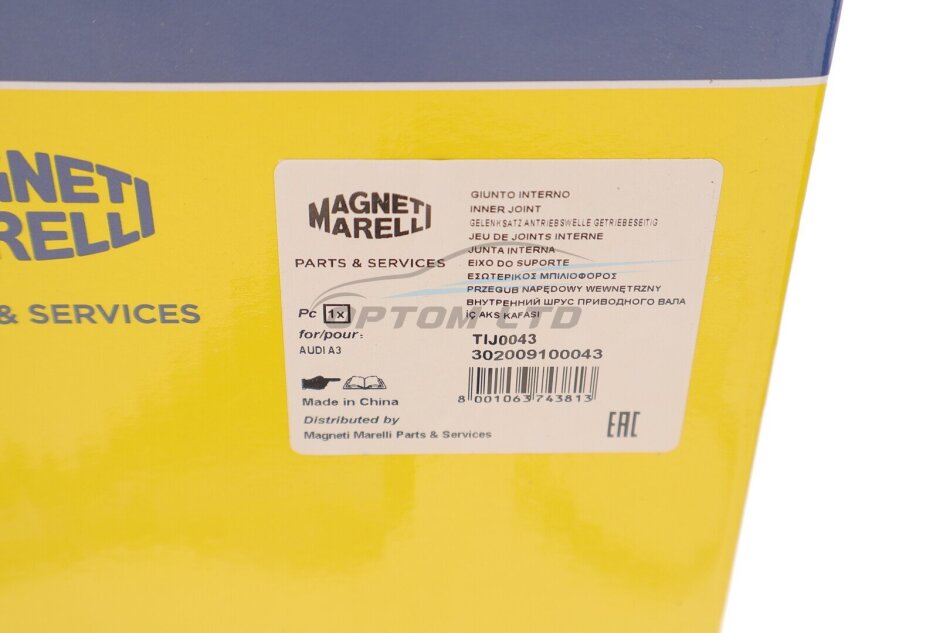 GNETI
RELLI
& SERVICES
MAGNETI
MARELLI
PARTS & SERVICES
Pc 1x
for/pour:
AUDI A3
Made in China
Distributed by
Magneti Marelli Parts & Services
GIUNTO INTERNO
INNER JOINT
GELENKSATZ ANTRIEBSWELLE GETRIEBESEITIG
JEU DE JOINTS INTERNE
JUNTA INTERNA
EIXO DO SUPORTE
ΕΣΩΤΕΡΙΚΟΣ ΜΠΙΛΙΟΦΟΡΟΣ
PRZEGUB NAPĘDOWY WEWNĘTRZNY
ВНУТРЕННИЙ ШРУС ПРИВОДНОГО ВАЛА
İÇ AKS KAFASI
TIJ0043
302009100043
8 001063 743813
EAC
OPTOM LTD